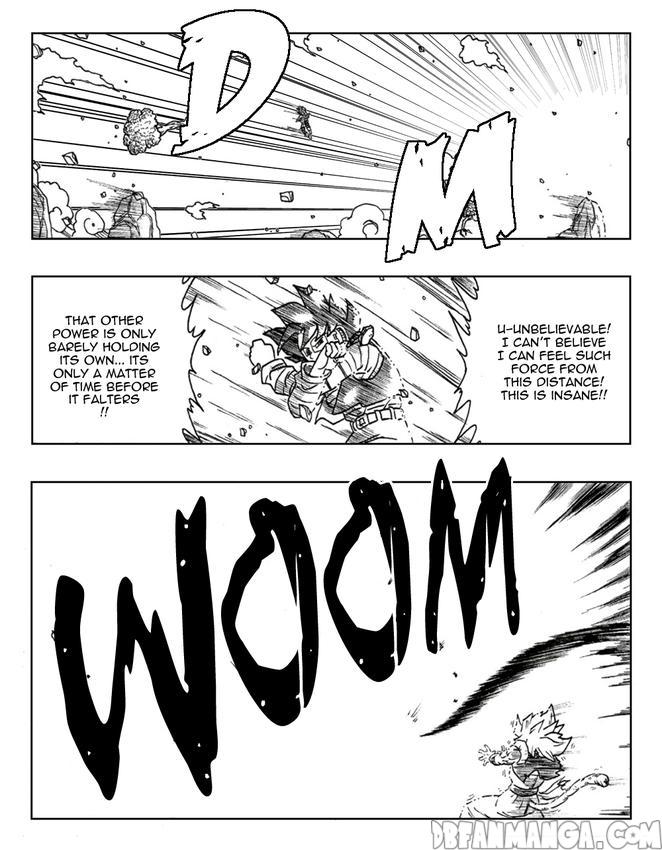 D
M
U-UNBELIEVABLE!
I CAN'T BELIEVE
I CAN FEEL SUCH
FORCE FROM
THIS DISTANCE!
THIS IS INSANE!!
THAT OTHER
POWER IS ONLY
BARELY HOLDING
ITS OWN... ITS
ONLY A MATTER
OF TIME BEFORE
IT FALTERS
!!
WOOM
DBFANMANGA.COM